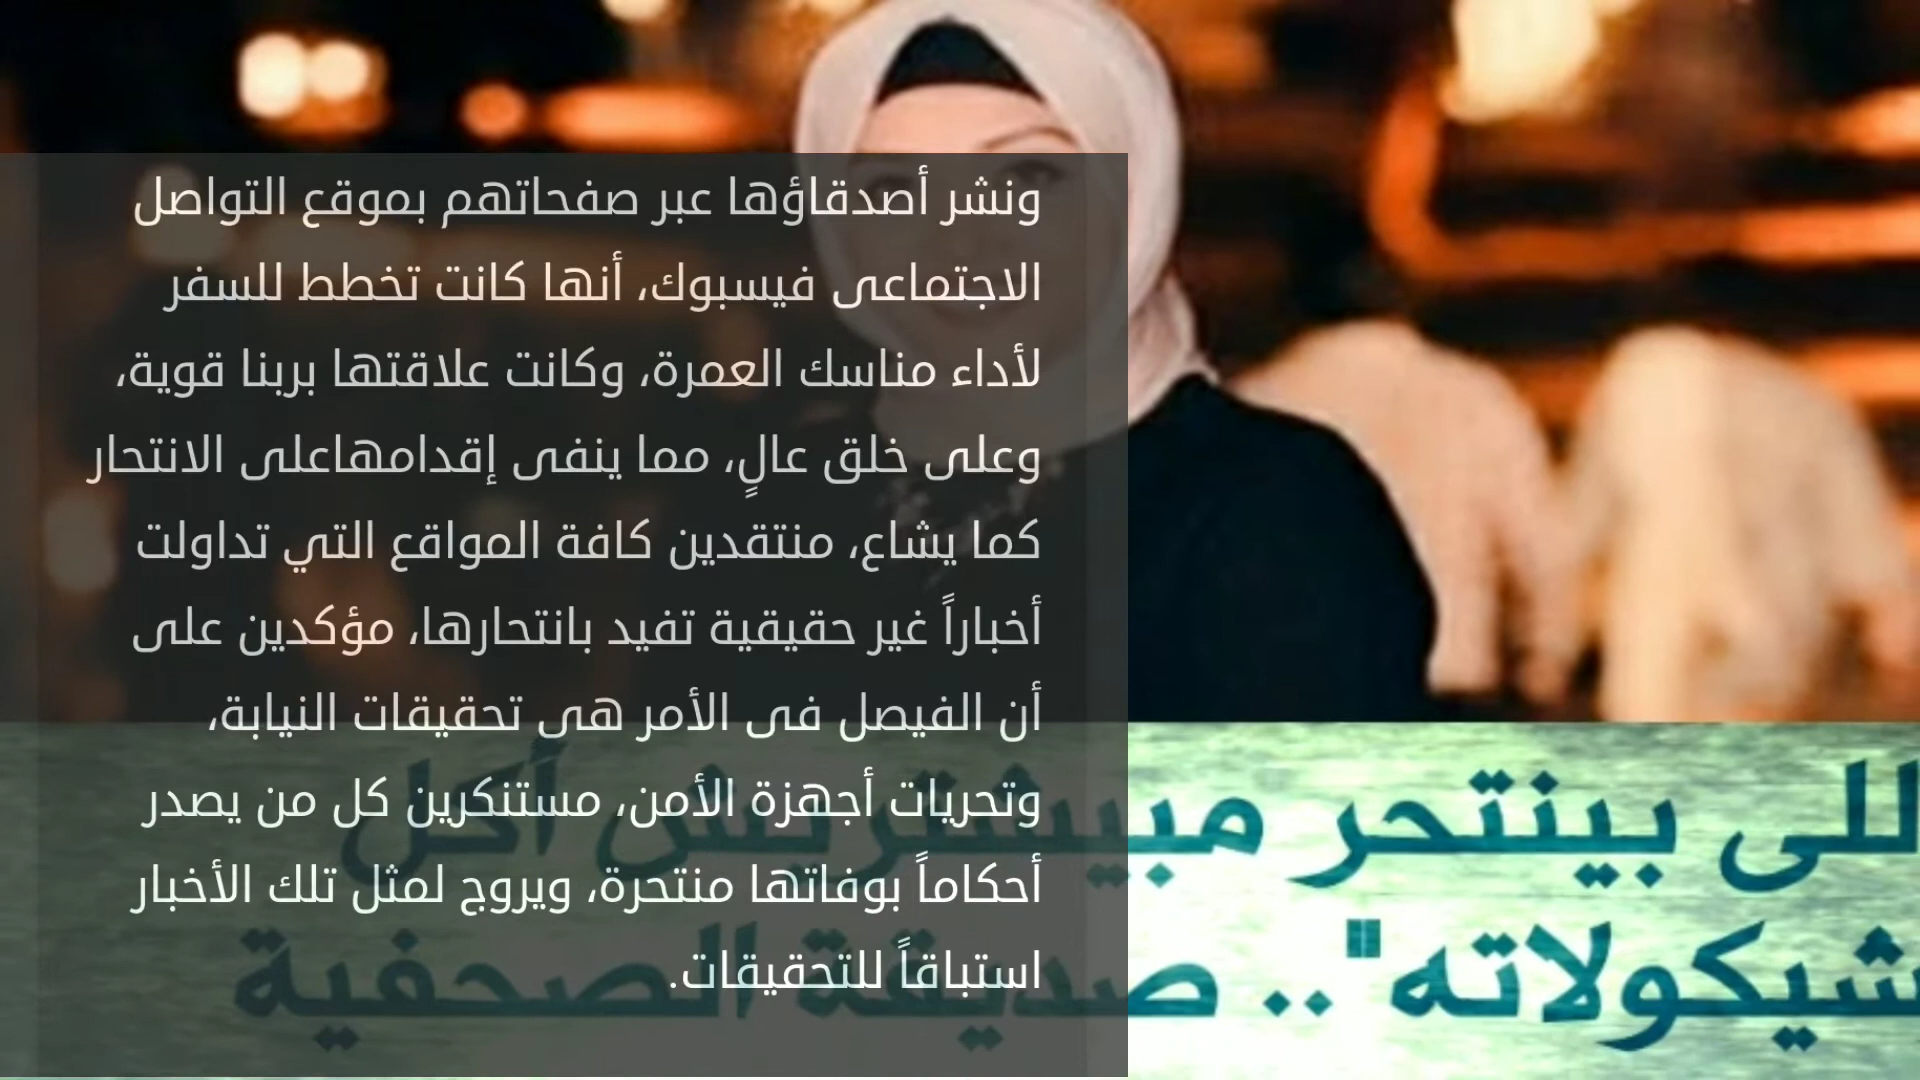 ونشر أصدقاؤها عبر صفحاتهم بموقع التواصل
الاجتماعى فيسبوك، أنها كانت تخطط للسفر
لأداء مناسك العمرة، وكانت علاقتها بربنا قوية،
وعلى خلق عالٍ، مما ينفى إقدامهاعلى الانتحار
كما يشاع، منتقدين كافة المواقع التي تداولت
أخباراً غير حقيقية تفيد بانتحارها، مؤكدين على
أن الفيصل فى الأمر هى تحقيقات النيابة،
وتحريات أجهزة الأمن، مستنكرين كل من يصدر
أحكاماً بوفاتها منتحرة، ويروج لمثل تلك الأخبار
استباقاً للتحقيقات.
للى بينتحر مبيشتريش أكل
شيكولاته" .. صديقة الصحفية